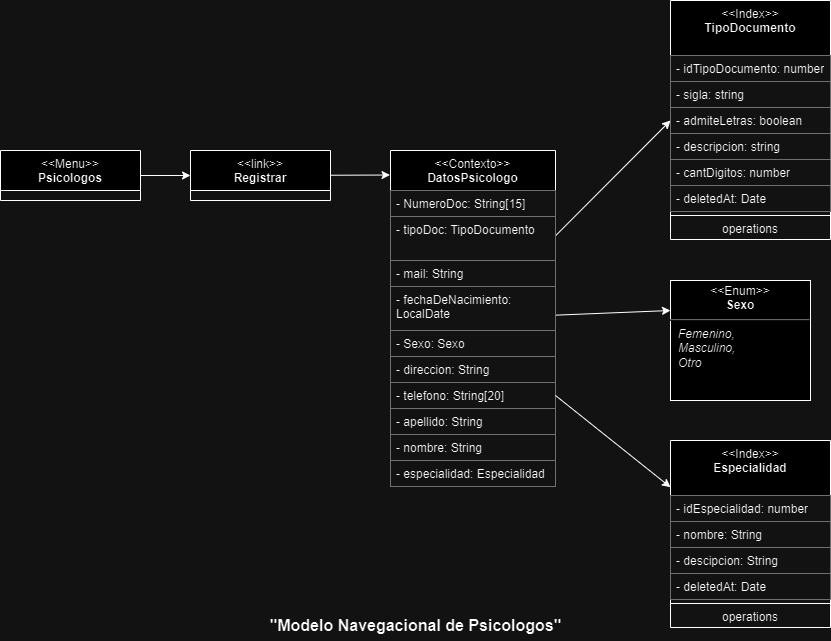 <<Menu>>
Psicologos
<<link>>
Registrar
<<Contexto>>
DatosPsicologo
- NumeroDoc: String[15]
- tipoDoc: TipoDocumento
- mail: String
- fechaDeNacimiento:
LocalDate
- Sexo: Sexo
- direccion: String
- telefono: String[20]
- apellido: String
- nombre: String
- especialidad: Especialidad
<<Index>>
TipoDocumento
- idTipoDocumento: number
- sigla: string
- admiteLetras: boolean
- descripcion: string
- cantDigitos: number
- deletedAt: Date
operations
<<Enum>>
Sexo
Femenino,
Masculino,
Otro
<<Index>>
Especialidad
- idEspecialidad: number
- nombre: String
- descipcion: String
- deletedAt: Date
operations
"Modelo Navegacional de Psicologos"